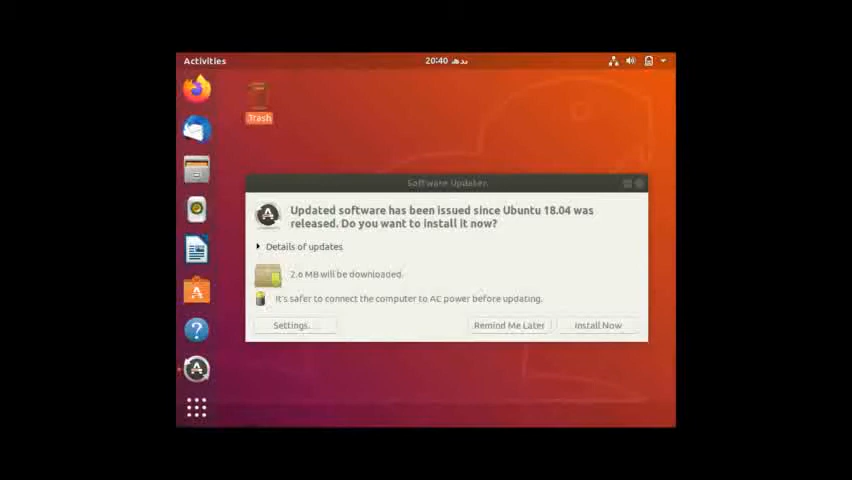 Activities
20:40 بدھ
Trash
Software Updater
Updated software has been issued since Ubuntu 18.04 was
released. Do you want to install it now?
Details of updates
2.6 MB will be downloaded.
It's safer to connect the computer to AC power before updating.
Settings...
Remind Me Later
Install Now